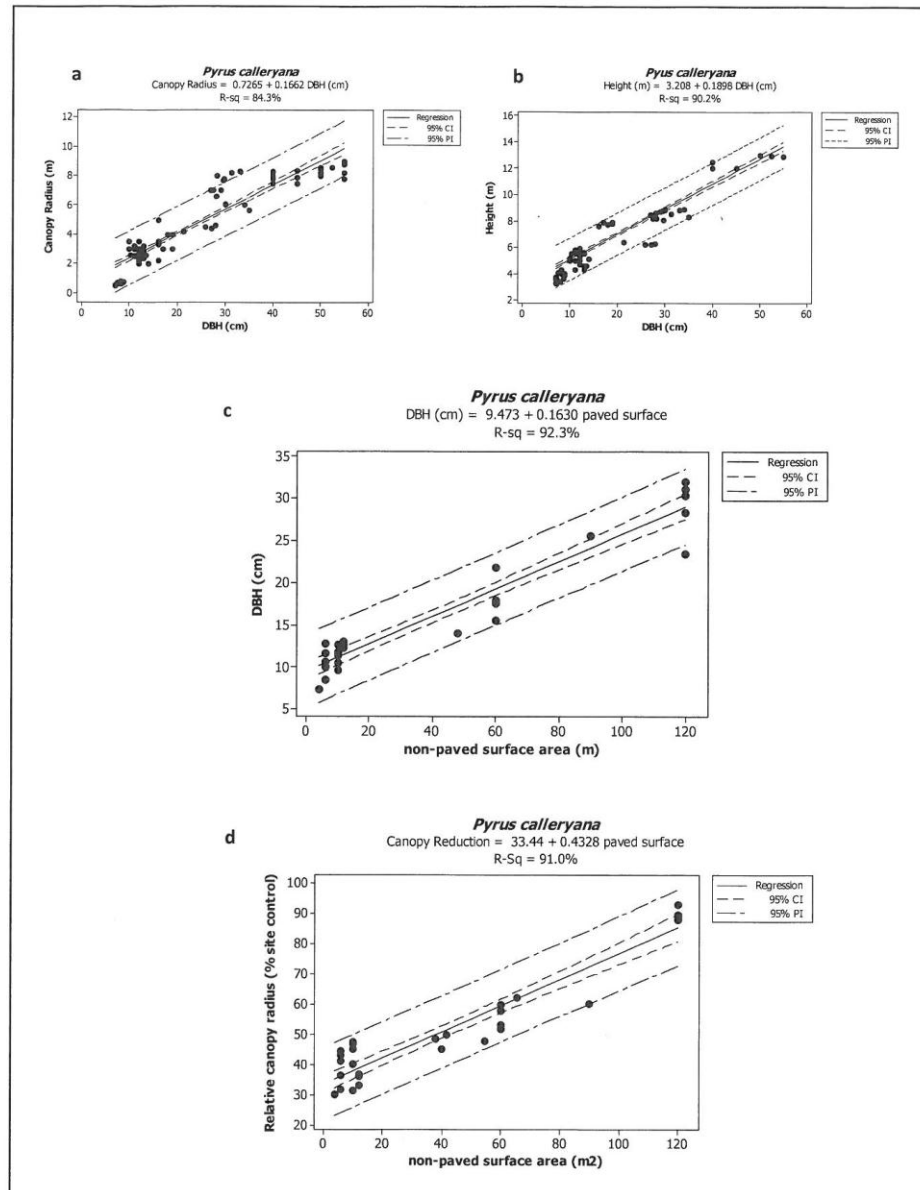 a
Pyrus calleryana
Canopy Radius = 0.7265 + 0.1662 DBH (cm)
R-sq = 84.3%
Regression
95% CI
95% PI
12
10
8
6
4
2
0
Canopy Radius (m)
0 10 20 30 40 50 60
DBH (cm)
b
Pyrus calleryana
Height (m) = 3.208 + 0.1898 DBH (cm)
R-sq = 90.2%
Regression
95% CI
95% PI
16
14
12
10
8
6
4
2
Height (m)
0 10 20 30 40 50 60
DBH (cm)
c
Pyrus calleryana
DBH (cm) = 9.473 + 0.1630 paved surface
R-sq = 92.3%
Regression
95% CI
95% PI
35
30
25
20
15
10
5
DBH (cm)
0 20 40 60 80 100 120
non-paved surface area (m)
d
Pyrus calleryana
Canopy Reduction = 33.44 + 0.4328 paved surface
R-Sq = 91.0%
Regression
95% CI
95% PI
100
90
80
70
60
50
40
30
20
Relative canopy radius (% site control)
0 20 40 60 80 100 120
non-paved surface area (m2)